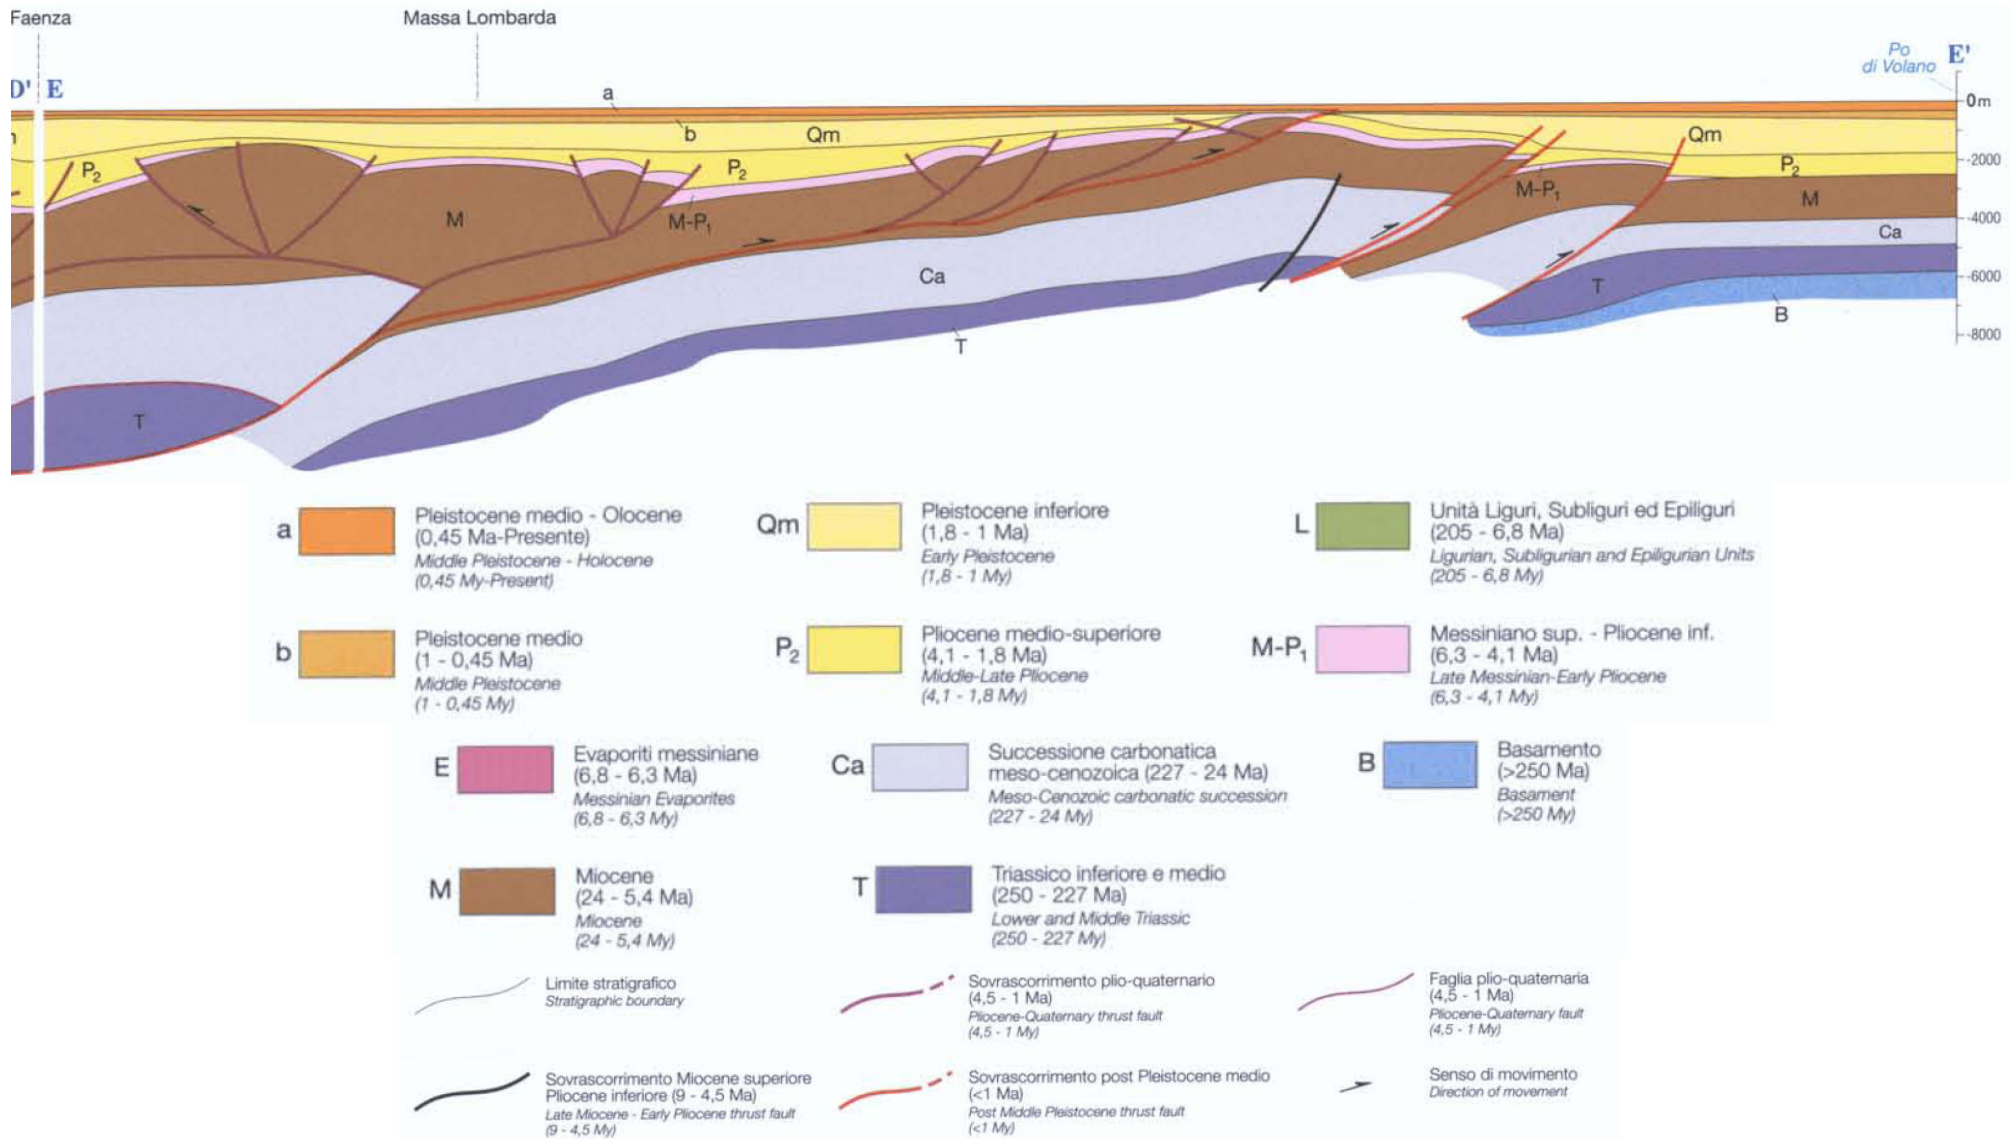 Faenza
Massa Lombarda
Po
di Volano
E'
D'
E
a
0m
b
Qm
Qm
P2
P2
P2
-2000
M
M-P1
M-P1
M
-4000
Ca
Ca
-6000
T
B
-8000
T
T
a
Pleistocene medio - Olocene
(0,45 Ma-Presente)
Middle Pleistocene - Holocene
(0,45 My-Present)
Qm
Pleistocene inferiore
(1,8 - 1 Ma)
Early Pleistocene
(1,8 - 1 My)
L
Unità Liguri, Subliguri ed Epiliguri
(205 - 6,8 Ma)
Ligurian, Subligurian and Epiligurian Units
(205 - 6,8 My)
b
Pleistocene medio
(1 - 0,45 Ma)
Middle Pleistocene
(1 - 0,45 My)
P2
Pliocene medio-superiore
(4,1 - 1,8 Ma)
Middle-Late Pliocene
(4,1 - 1,8 My)
M-P1
Messiniano sup. - Pliocene inf.
(6,3 - 4,1 Ma)
Late Messinian-Early Pliocene
(6,3 - 4,1 My)
E
Evaporiti messiniane
(6,8 - 6,3 Ma)
Messinian Evaporites
(6,8 - 6,3 My)
Ca
Successione carbonatica
meso-cenozoica (227 - 24 Ma)
Meso-Cenozoic carbonatic succession
(227 - 24 My)
B
Basamento
(>250 Ma)
Basament
(>250 My)
M
Miocene
(24 - 5,4 Ma)
Miocene
(24 - 5,4 My)
T
Triassico inferiore e medio
(250 - 227 Ma)
Lower and Middle Triassic
(250 - 227 My)
Limite stratigrafico
Stratigraphic boundary
Sovrascorrimento plio-quaternario
(4,5 - 1 Ma)
Pliocene-Quaternary thrust fault
(4,5 - 1 My)
Faglia plio-quaternaria
(4,5 - 1 Ma)
Pliocene-Quaternary fault
(4,5 - 1 My)
Sovrascorrimento Miocene superiore
Pliocene inferiore (9 - 4,5 Ma)
Late Miocene - Early Pliocene thrust fault
(9 - 4,5 My)
Sovrascorrimento post Pleistocene medio
(<1 Ma)
Post Middle Pleistocene thrust fault
(<1 My)
Senso di movimento
Direction of movement